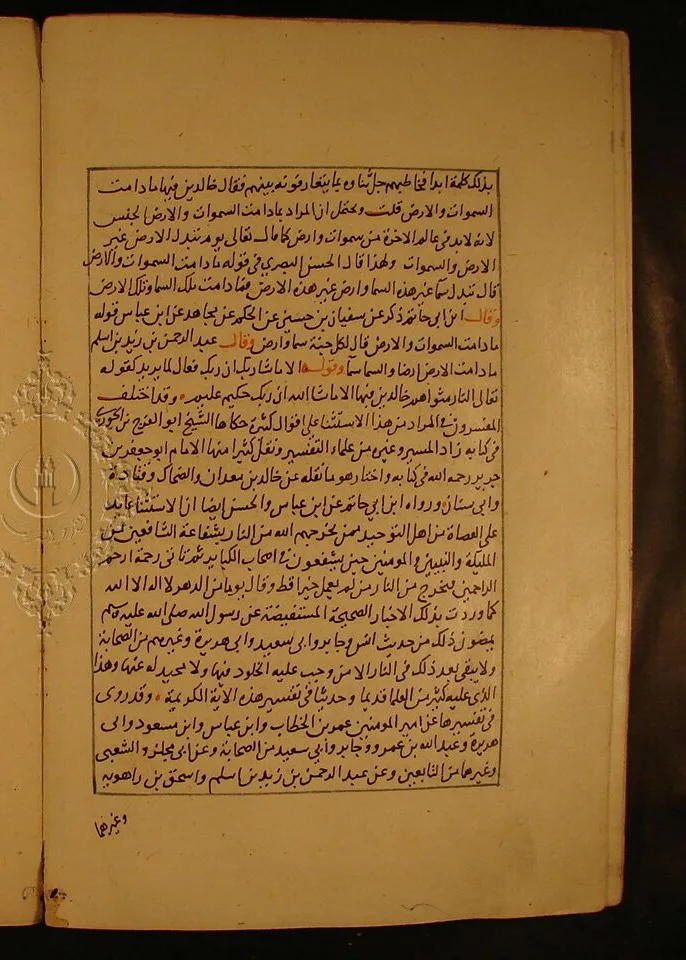 بذلك كلمة ابدا فخاطبهم جل ثناوه بما يتعارفونه بينهم فقال خالدين فيها ما دامت
السموات والارض قلت ويحتمل ان المراد بما دامت السموات والارض الجنس
لانه لابد في عالم الاخرة من سموات وارض كما قال تعالى يوم تبدل الارض غير
الارض والسموات ولهذا قال الحسن البصري في قوله ما دامت السموات والارض
قال تبدل سما غير هذه السما وارض غير هذه الارض فما دامت تلك السما وتلك الارض
وقال ابن ابي حاتم ذكر عن سفيان بن حسين عن الحكم عن مجاهد عن ابن عباس قوله
ما دامت السموات والارض قال لكل جنة سما وارض وقال عبد الرحمن بن زيد بن اسلم
ما دامت الارض ارضا والسما سما وقوله الا ما شا ربك ان ربك فعال لما يريد كقوله
تعالى النار مثواهم خالدين فيها الا ما شا الله ان ربك حكيم عليم وقد اختلف
المفسرون في المراد من هذا الاستثنا على اقوال كثيرة حكاها الشيخ ابو الفرج بن الجوزي
في كتابه زاد المسير وغيره من علماء التفسير ونقل كثيرا منها الامام ابو جعفر بن
جرير رحمه الله في كتابه واختار هو ما نقله عن خالد بن معدان والضحاك وقتادة
وابي سنان ورواه ابن ابي حاتم عن ابن عباس والحسن ايضا ان الاستثنا عايد
على العصاة من اهل التوحيد ممن يخرجهم الله من النار بشفاعة الشافعين من
المليكة والنبيين والمومنين حين يشفعون في اصحاب الكباير ثم تاتي رحمة ارحم
الراحمين فتخرج من النار من لم يعمل خيرا قط وقال يوما من الدهر لا اله الا الله
كما وردت بذلك الاخبار الصحيحة المستفيضة عن رسول الله صلى الله عليه وسلم
بمضمون ذلك من حديث انس وجابر وابي سعيد وابي هريرة وغيرهم من الصحابة
ولا يبقى بعد ذلك في النار الا من وجب عليه الخلود فيها ولا محيد له عنها وهذا
الذي عليه كثير من العلما قديما وحديثا في تفسير هذه الاية الكريمة وقد روى
في تفسيرها عن امير المومنين عمر بن الخطاب وابن عباس وابن مسعود وابي
هريرة وعبد الله بن عمرو وجابر وابي سعيد من الصحابة وعن ابي مجلز والشعبي
وغيرهما من التابعين وعن عبد الرحمن بن زيد بن اسلم واسحق بن راهويه
وغيرهما